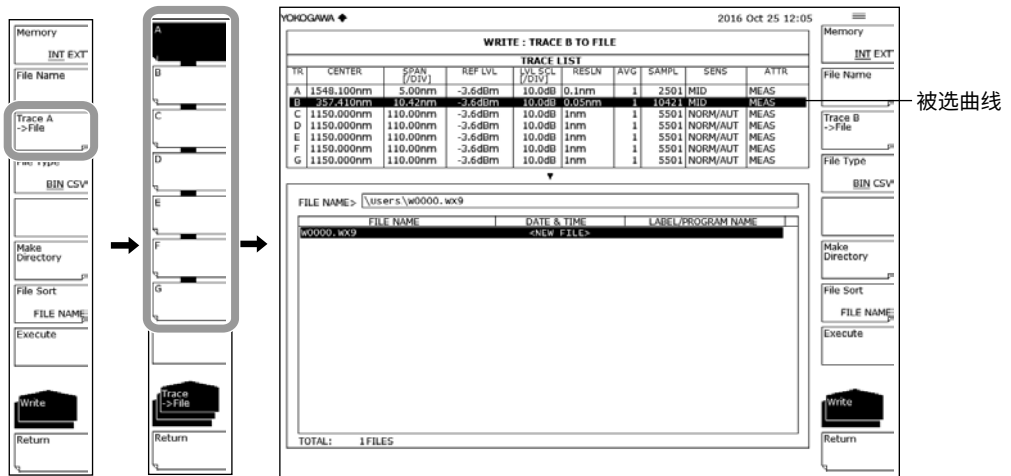 Memory
INT EXT
File Name
Trace A
->File
File Type
BIN CSV
Make
Directory
File Sort
FILE NAME
Execute
Write
Return
A
B
C
D
E
F
G
Trace
->File
Return
YOKOGAWA 2016 Oct 25 12:05
WRITE : TRACE B TO FILE
TRACE LIST
TR CENTER SPAN [/DIV] REF LVL LVL SCL [/DIV] RESLN AVG SAMPL SENS ATTR
A 1548.100nm 5.00nm -3.6dBm 10.0dB 0.1nm 1 2501 MID MEAS
B 357.410nm 10.42nm -3.6dBm 10.0dB 0.05nm 1 10421 MID MEAS
C 1150.000nm 110.00nm -3.6dBm 10.0dB 1nm 1 5501 NORM/AUT MEAS
D 1150.000nm 110.00nm -3.6dBm 10.0dB 1nm 1 5501 NORM/AUT MEAS
E 1150.000nm 110.00nm -3.6dBm 10.0dB 1nm 1 5501 NORM/AUT MEAS
F 1150.000nm 110.00nm -3.6dBm 10.0dB 1nm 1 5501 NORM/AUT MEAS
G 1150.000nm 110.00nm -3.6dBm 10.0dB 1nm 1 5501 NORM/AUT MEAS
FILE NAME> \users\W0000.WX9
FILE NAME DATE & TIME LABEL/PROGRAM NAME
W0000.WX9 <NEW FILE>
TOTAL: 1FILES
Memory
INT EXT
File Name
Trace B
->File
File Type
BIN CSV
Make
Directory
File Sort
FILE NAME
Execute
Write
Return
被选曲线